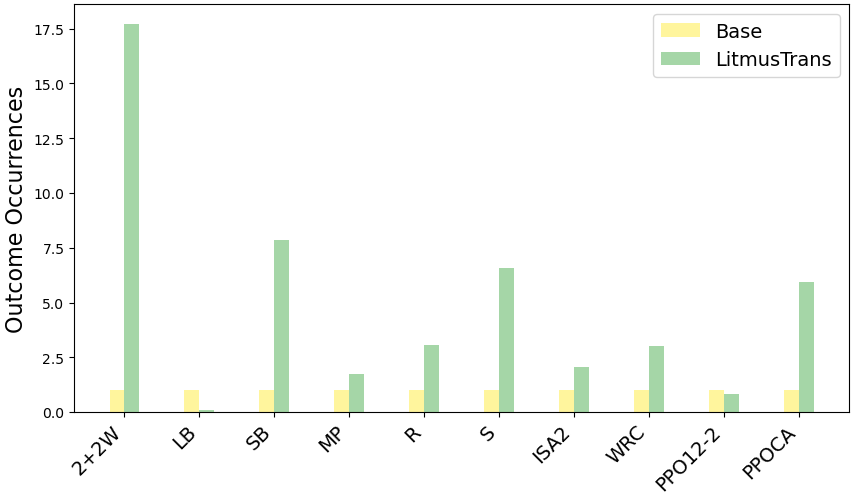 Outcome Occurrences
17.5
15.0
12.5
10.0
7.5
5.0
2.5
0.0
Base
LitmusTrans
2+2W
LB
SB
MP
R
S
ISA2
WRC
PPO12-2
PPOCA